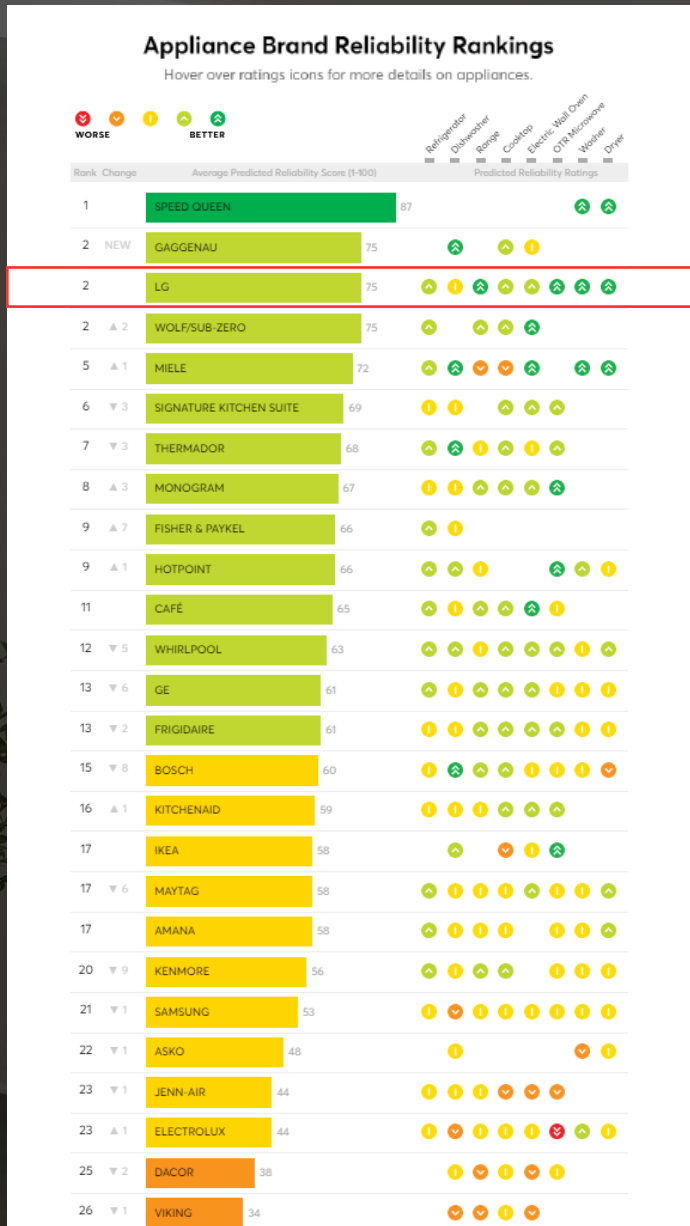 Appliance Brand Reliability Rankings
Hover over ratings icons for more details on appliances.
WORSE BETTER
Refrigerator Dishwasher Range Cooktop Electric Wall Oven OTR Microwave Washer Dryer
Rank Change Average Predicted Reliability Score (1-100) Predicted Reliability Ratings
1 SPEED QUEEN 87
2 NEW GAGGENAU 75
2 LG 75
2 ▲ 2 WOLF/SUB-ZERO 75
5 ▲ 1 MIELE 72
6 ▼ 3 SIGNATURE KITCHEN SUITE 69
7 ▼ 3 THERMADOR 68
8 ▲ 3 MONOGRAM 67
9 ▲ 7 FISHER & PAYKEL 66
9 ▲ 1 HOTPOINT 66
11 CAFÉ 65
12 ▼ 5 WHIRLPOOL 63
13 ▼ 6 GE 61
13 ▼ 2 FRIGIDAIRE 61
15 ▼ 8 BOSCH 60
16 ▲ 1 KITCHENAID 59
17 IKEA 58
17 ▼ 6 MAYTAG 58
17 AMANA 58
20 ▼ 9 KENMORE 56
21 ▼ 1 SAMSUNG 53
22 ▼ 1 ASKO 48
23 ▼ 1 JENN-AIR 44
23 ▲ 1 ELECTROLUX 44
25 ▼ 2 DACOR 38
26 ▼ 1 VIKING 34